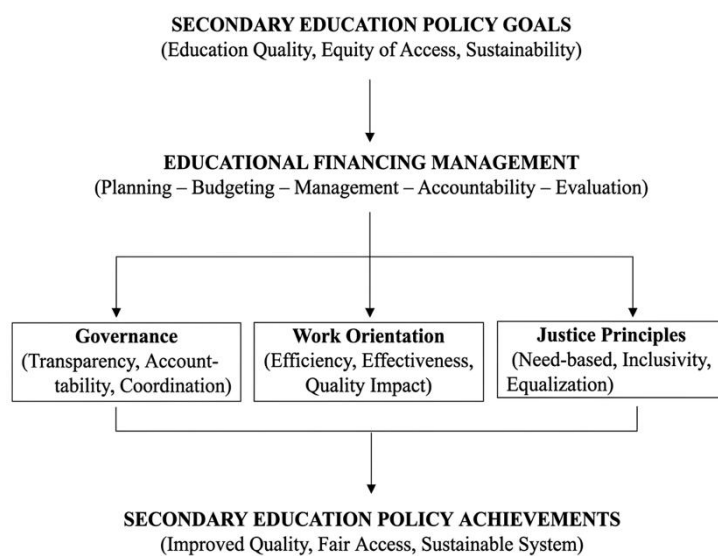 SECONDARY EDUCATION POLICY GOALS
(Education Quality, Equity of Access, Sustainability)
EDUCATIONAL FINANCING MANAGEMENT
(Planning – Budgeting – Management – Accountability – Evaluation)
Governance
(Transparency, Account-
tability, Coordination)
Work Orientation
(Efficiency, Effectiveness,
Quality Impact)
Justice Principles
(Need-based, Inclusivity,
Equalization)
SECONDARY EDUCATION POLICY ACHIEVEMENTS
(Improved Quality, Fair Access, Sustainable System)